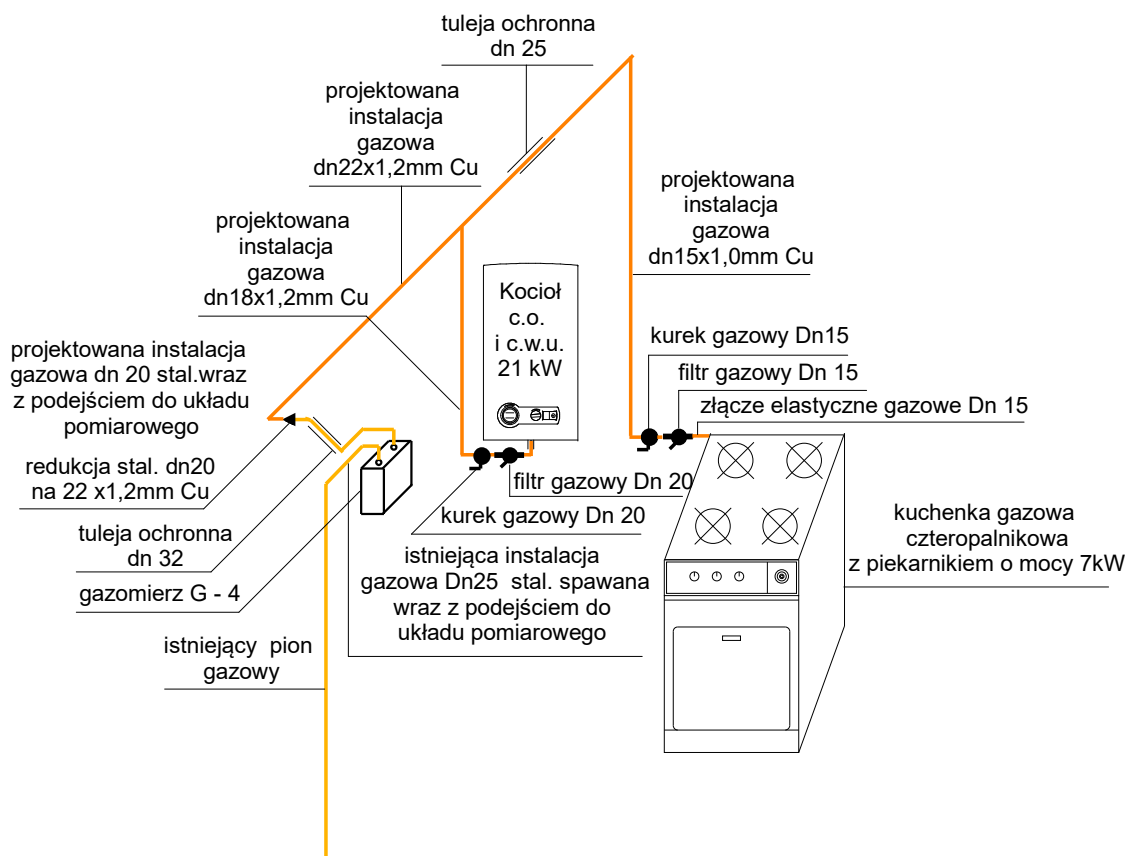 tuleja ochronna
dn 25
projektowana
instalacja
gazowa
dn22x1,2mm Cu
projektowana
instalacja
gazowa
dn15x1,0mm Cu
projektowana
instalacja
gazowa
dn18x1,2mm Cu
Kocioł
c.o.
i c.w.u.
21 kW
kurek gazowy Dn15
filtr gazowy Dn 15
złącze elastyczne gazowe Dn 15
projektowana instalacja
gazowa dn 20 stal.wraz
z podejściem do układu
pomiarowego
redukcja stal. dn20
na 22 x1,2mm Cu
filtr gazowy Dn 20
kurek gazowy Dn 20
tuleja ochronna
dn 32
gazomierz G - 4
istniejąca instalacja
gazowa Dn25 stal. spawana
wraz z podejściem do
układu pomiarowego
kuchenka gazowa
czteropalnikowa
z piekarnikiem o mocy 7kW
istniejący pion
gazowy